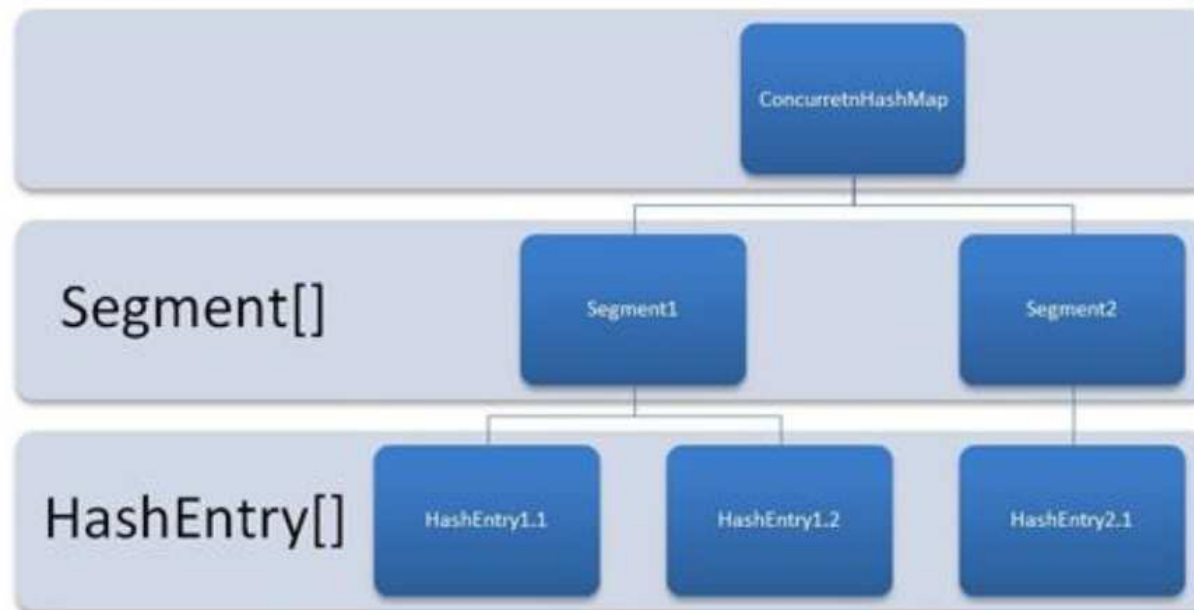 ConcurretnHashMap
Segment[]
Segment1
Segment2
HashEntry[]
HashEntry1.1
HashEntry1.2
HashEntry2.1